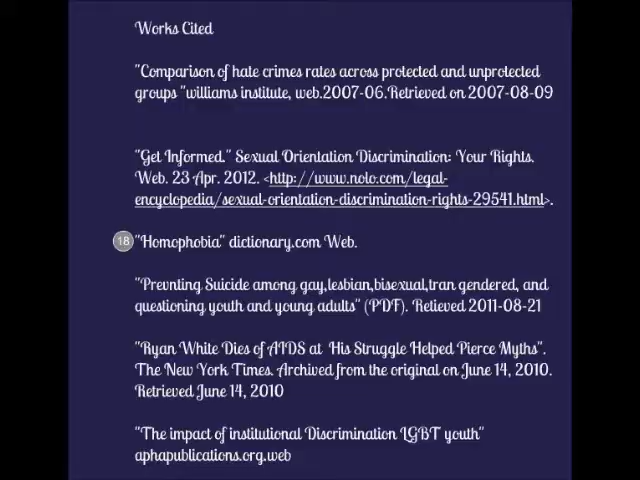 Works Cited
"Comparison of hate crimes rates across protected and unprotected
groups "williams institute, web.2007-06.Retrieved on 2007-08-09
"Get Informed." Sexual Orientation Discrimination: Your Rights.
Web. 23 Apr. 2012. <http://www.nolo.com/legal-
encyclopedia/sexual-orientation-discrimination-rights-29541.html>.
18 "Homophobia" dictionary.com Web.
"Prevnting Suicide among gay,lesbian,bisexual,tran gendered, and
questioning youth and young adults" (PDF). Retieved 2011-08-21
"Ryan White Dies of AIDS at His Struggle Helped Pierce Myths".
The New York Times. Archived from the original on June 14, 2010.
Retrieved June 14, 2010
"The impact of institutional Discrimination LGBT youth"
aphapublications.org.web